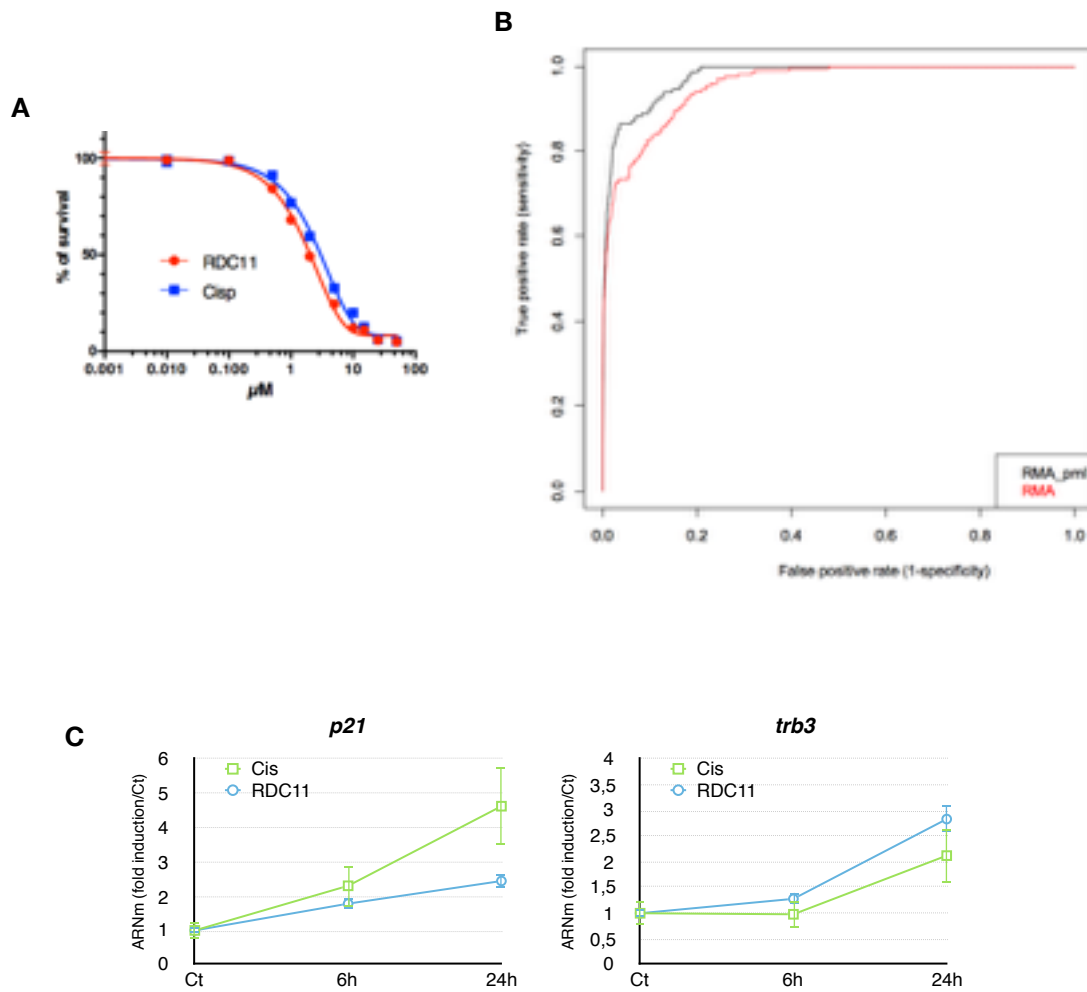 A
% of survival
100
50
0
RDC11
Cisp
0.001 0.010 0.100 1 10 100
µM
B
True positive rate (sensitivity)
1.0
0.8
0.6
0.4
0.2
0.0
RMA
0.0 0.2 0.4 0.6 0.8 1.0
False positive rate (1-specificity)
C
p21
ARNm (fold induction/Ct)
6
5
4
3
2
1
0
Cis
RDC11
Ct 6h 24h
trb3
ARNm (fold induction/Ct)
4
3,5
3
2,5
2
1,5
1
0,5
0
Cis
RDC11
Ct 6h 24h